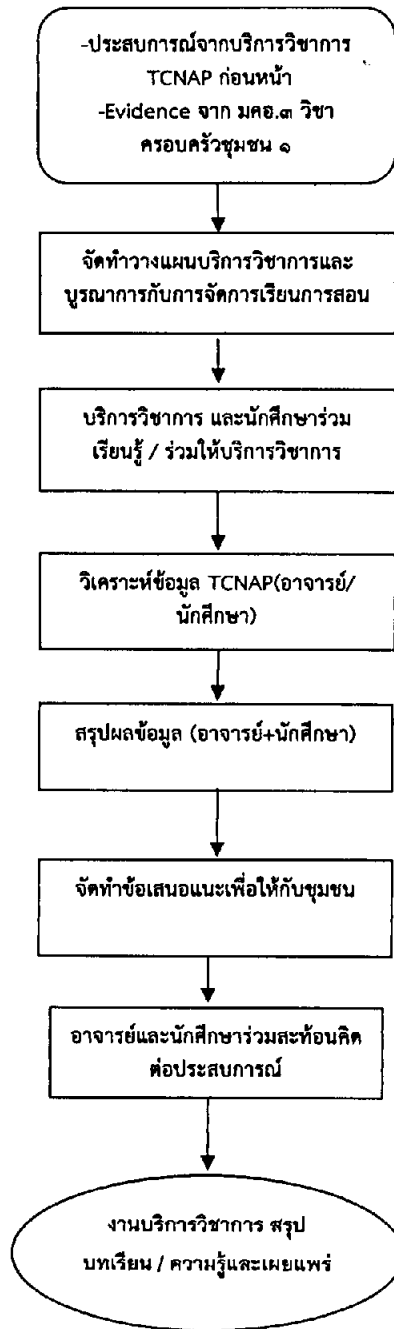 -ประสบการณ์จากบริการวิชาการ
TCNAP ก่อนหน้า
-Evidence จาก มคอ.๓ วิชา
ครอบครัวชุมชน ๑
จัดทำวางแผนบริการวิชาการและ
บูรณาการกับการจัดการเรียนการสอน
บริการวิชาการ และนักศึกษาร่วม
เรียนรู้ / ร่วมให้บริการวิชาการ
วิเคราะห์ข้อมูล TCNAP(อาจารย์/
นักศึกษา)
สรุปผลข้อมูล (อาจารย์+นักศึกษา)
จัดทำข้อเสนอแนะเพื่อให้กับชุมชน
อาจารย์และนักศึกษาร่วมสะท้อนคิด
ต่อประสบการณ์
งานบริการวิชาการ สรุป
บทเรียน / ความรู้และเผยแพร่